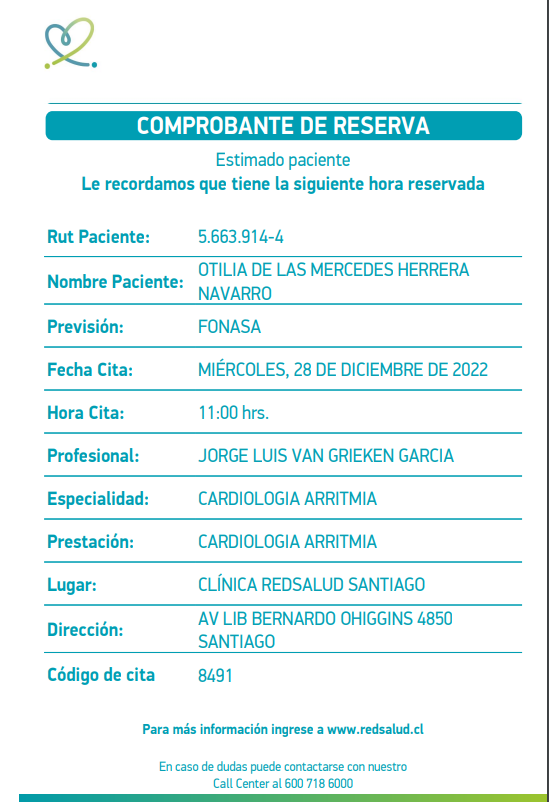 COMPROBANTE DE RESERVA
Estimado paciente
Le recordamos que tiene la siguiente hora reservada
Rut Paciente: 5.663.914-4
Nombre Paciente: OTILIA DE LAS MERCEDES HERRERA
NAVARRO
Previsión: FONASA
Fecha Cita: MIÉRCOLES, 28 DE DICIEMBRE DE 2022
Hora Cita: 11:00 hrs.
Profesional: JORGE LUIS VAN GRIEKEN GARCIA
Especialidad: CARDIOLOGIA ARRITMIA
Prestación: CARDIOLOGIA ARRITMIA
Lugar: CLÍNICA REDSALUD SANTIAGO
Dirección: AV LIB BERNARDO OHIGGINS 4850
SANTIAGO
Código de cita 8491
Para más información ingrese a www.redsalud.cl
En caso de dudas puede contactarse con nuestro
Call Center al 600 718 6000